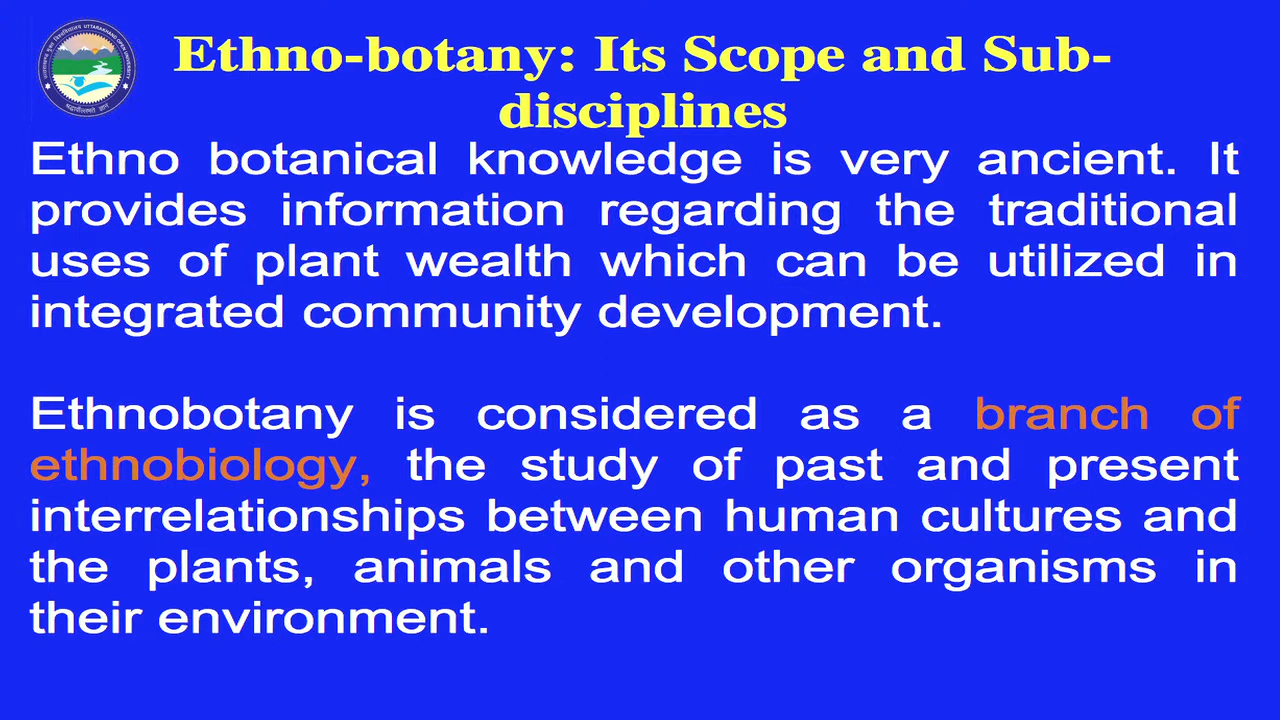 Ethno-botany: Its Scope and Sub-
disciplines
Ethno botanical knowledge is very ancient. It
provides information regarding the traditional
uses of plant wealth which can be utilized in
integrated community development.
Ethnobotany is considered as a branch of
ethnobiology, the study of past and present
interrelationships between human cultures and
the plants, animals and other organisms in
their environment.
UTTARAKHAND OPEN UNIVERSITY